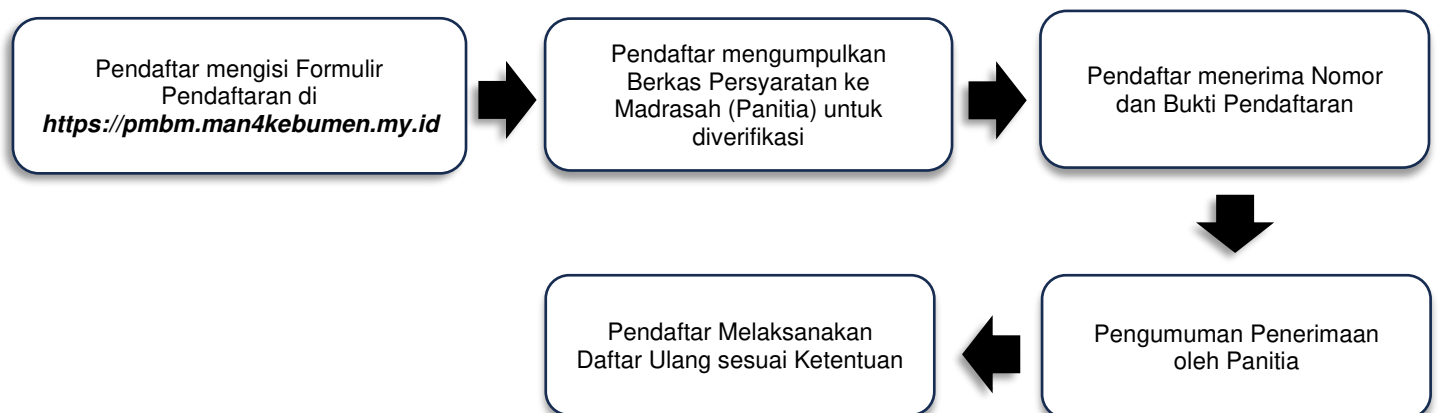 Pendaftar mengisi Formulir
Pendaftaran di
https://pmbm.man4kebumen.my.id
Pendaftar mengumpulkan
Berkas Persyaratan ke
Madrasah (Panitia) untuk
diverifikasi
Pendaftar menerima Nomor
dan Bukti Pendaftaran
Pengumuman Penerimaan
oleh Panitia
Pendaftar Melaksanakan
Daftar Ulang sesuai Ketentuan